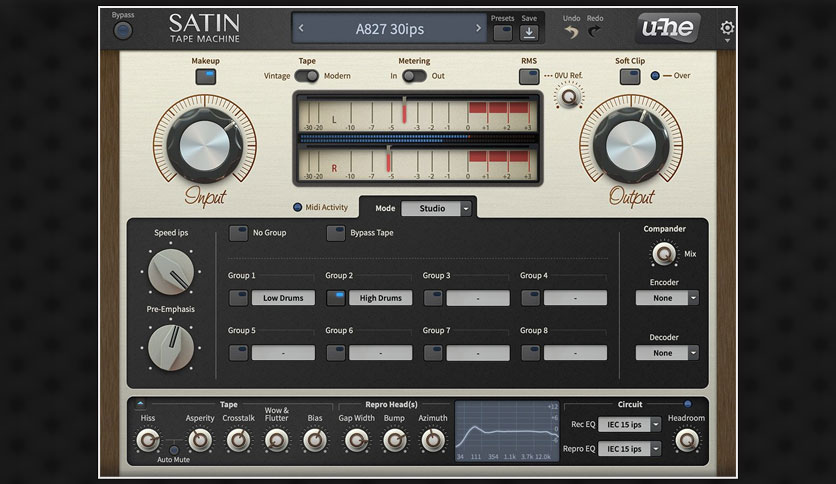 Bypass
SATIN
TAPE MACHINE
A827 30ips
Presets Save
Undo Redo
u-he
Makeup
Tape
Vintage Modern
Metering
In Out
RMS
0VU Ref.
Soft Clip
Over
L
-30 -20 -10 -7 -5 -3 -2 -1 0 +1 +2 +3
R
-30 -20 -10 -7 -5 -3 -2 -1 0 +1 +2 +3
Input
Output
Midi Activity
Mode Studio
Speed ips
No Group
Bypass Tape
Compander
Mix
Group 1 Group 2 Group 3 Group 4
Low Drums High Drums - -
Encoder
None
Pre-Emphasis
Group 5 Group 6 Group 7 Group 8
- - - -
Decoder
None
Tape
Hiss
Asperity
Crosstalk
Wow &
Flutter
Bias
Auto Mute
Repro Head(s)
Gap Width
Bump
Azimuth
+12
+6
0
-6
34 111 354 1.1k 3.7k 12.0k
Circuit
Rec EQ IEC 15 ips
Repro EQ IEC 15 ips
Headroom